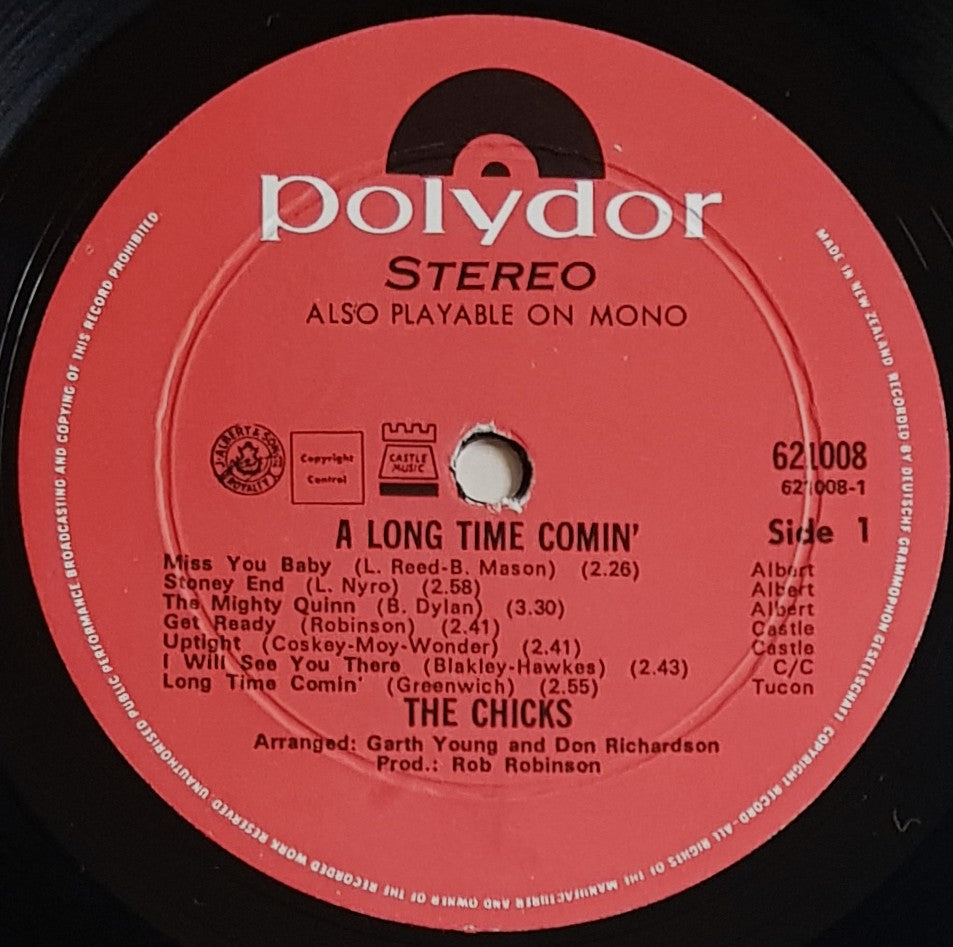 polydor
STEREO
ALSO PLAYABLE ON MONO
J. ALBERT & SON
ROYALTY
Copyright
Control
CASTLE
MUSIC
621008
621008-1
Side 1
A LONG TIME COMIN'
Miss You Baby (L. Reed-B. Mason) (2.26) Albert
Stoney End (L. Nyro) (2.58) Albert
The Mighty Quinn (B. Dylan) (3.30) Albert
Get Ready (Robinson) (2.41) Castle
Uptight (Coskey-Moy-Wonder) (2.41) Castle
I Will See You There (Blakley-Hawkes) (2.43) C/C
Long Time Comin' (Greenwich) (2.55) Tucon
THE CHICKS
Arranged: Garth Young and Don Richardson
Prod.: Rob Robinson
MADE IN NEW ZEALAND RECORDED BY DEUTSCHE GRAMMOPHON GESELLSCHAFT. COPYRIGHT RECORD-ALL RIGHTS OF THE MANUFACTURER AND OWNER OF THE RECORDED WORK RESERVED. UNAUTHORISED PUBLIC PERFORMANCE BROADCASTING AND COPYING OF THIS RECORD PROHIBITED.